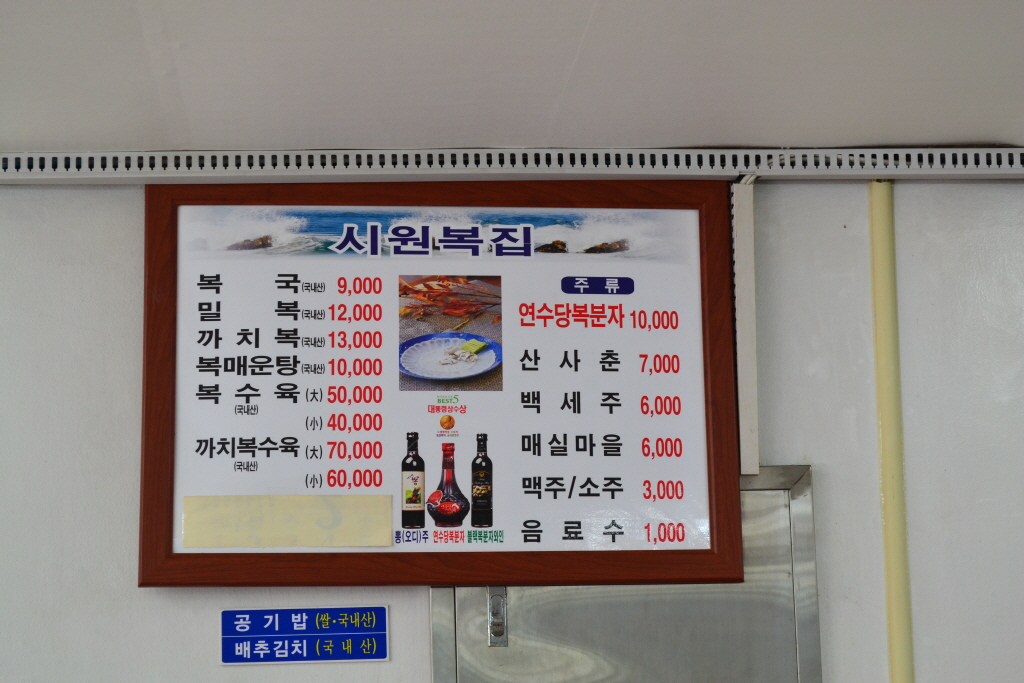 시원복집
복 국(국내산) 9,000
밀 복(국내산) 12,000
까 치 복(국내산) 13,000
복매운탕(국내산) 10,000
복 수 육 (大) 50,000
(국내산)
(小) 40,000
까치복수육 (大) 70,000
(국내산)
(小) 60,000
BEST5
대통령상수상
통(오디)주 연수당복분자 블랙복분자와인
주 류
연수당복분자 10,000
산 사 춘 7,000
백 세 주 6,000
매실마을 6,000
맥주/소주 3,000
음 료 수 1,000
공 기 밥 (쌀·국내산)
배추김치 (국 내 산)